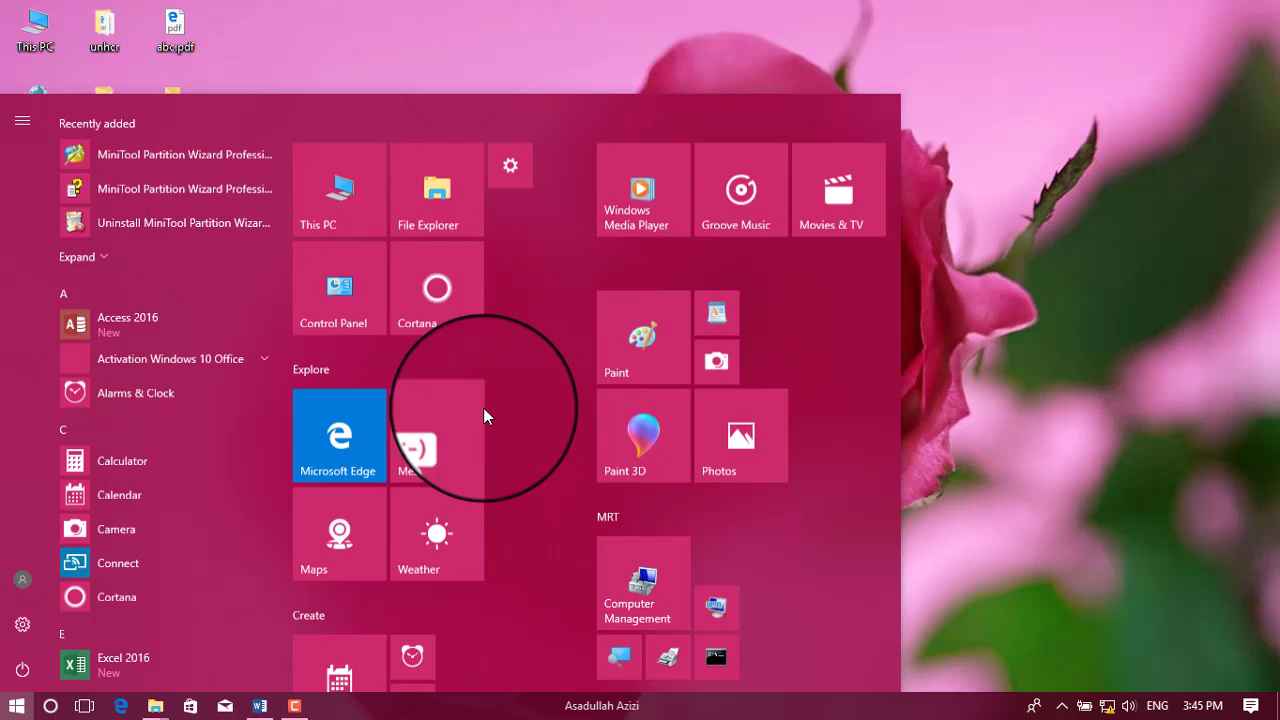 This PC
unhcr
abc.pdf
Recently added
MiniTool Partition Wizard Professi...
MiniTool Partition Wizard Professi...
Uninstall MiniTool Partition Wizar...
Expand
A
Access 2016
New
Activation Windows 10 Office
Alarms & Clock
C
Calculator
Calendar
Camera
Connect
Cortana
E
Excel 2016
New
This PC
File Explorer
Control Panel
Cortana
Explore
Microsoft Edge
Maps
Weather
Create
Windows
Media Player
Groove Music
Movies & TV
Paint
Paint 3D
Photos
MRT
Computer
Management
Asadullah Azizi
ENG
3:45 PM